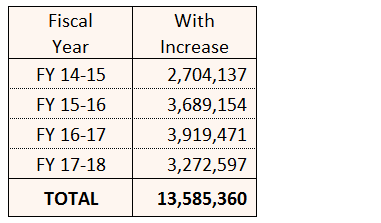 Fiscal With
Year Increase
FY 14-15 2,704,137
FY 15-16 3,689,154
FY 16-17 3,919,471
FY 17-18 3,272,597
TOTAL 13,585,360